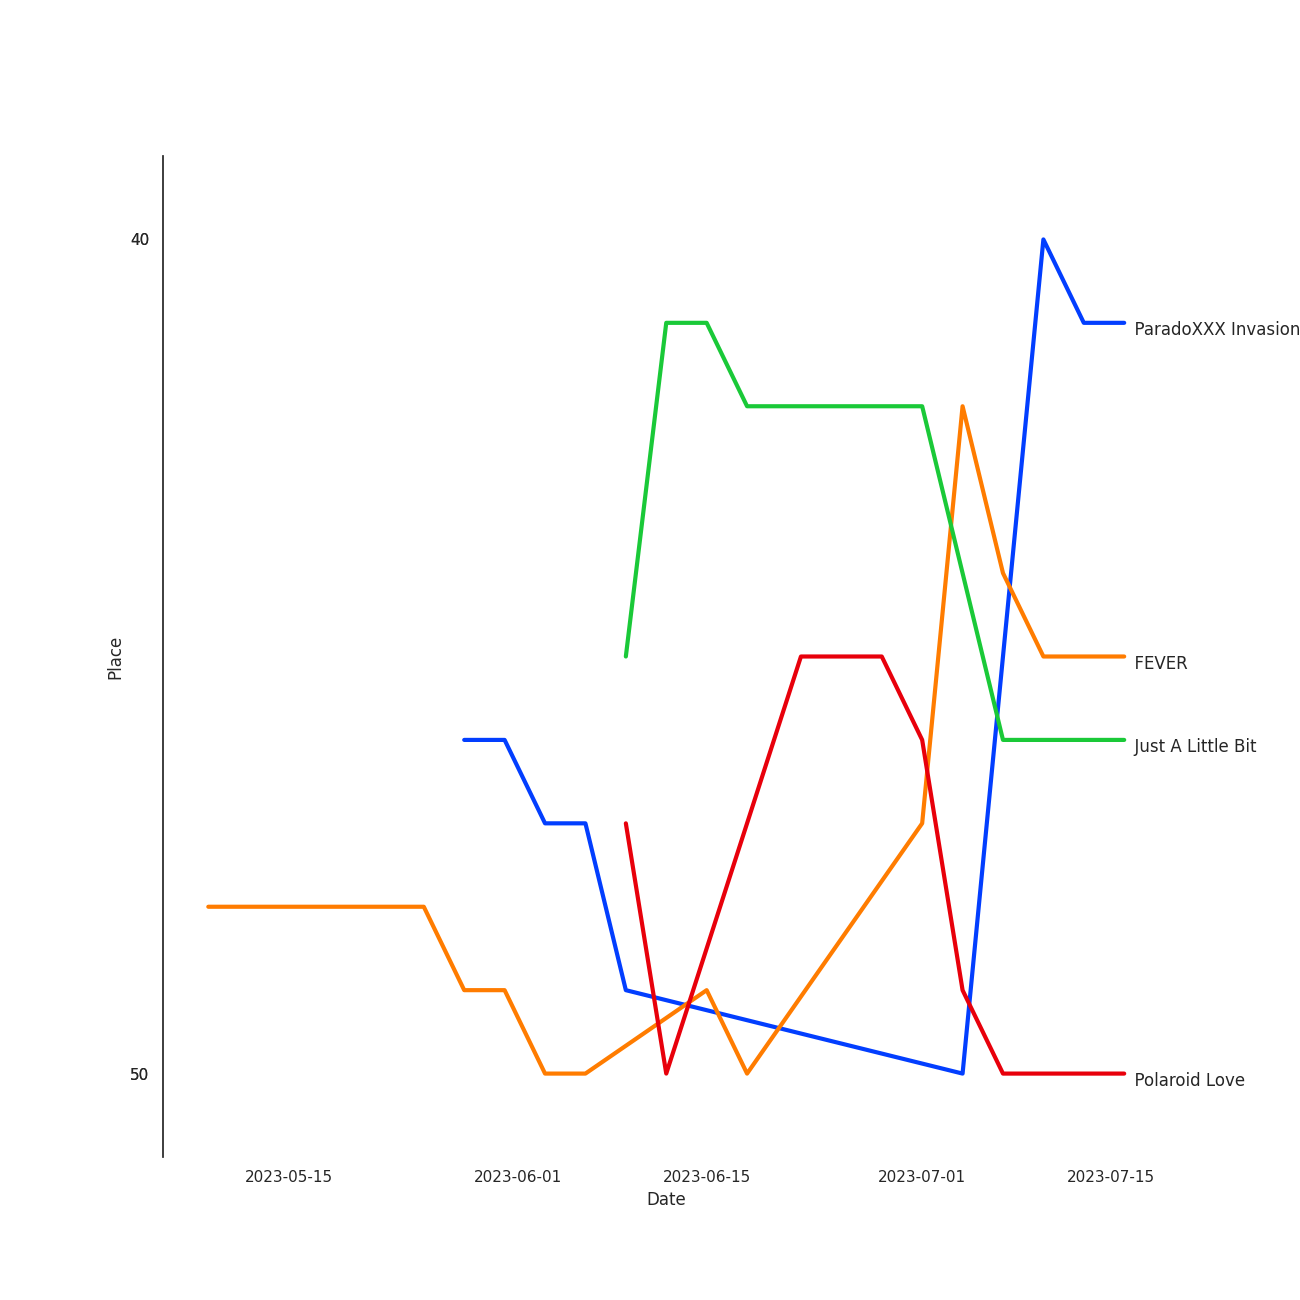 40
ParadoXXX Invasion
Place
FEVER
Just A Little Bit
50
Polaroid Love
2023-05-15 2023-06-01 2023-06-15 2023-07-01 2023-07-15
Date